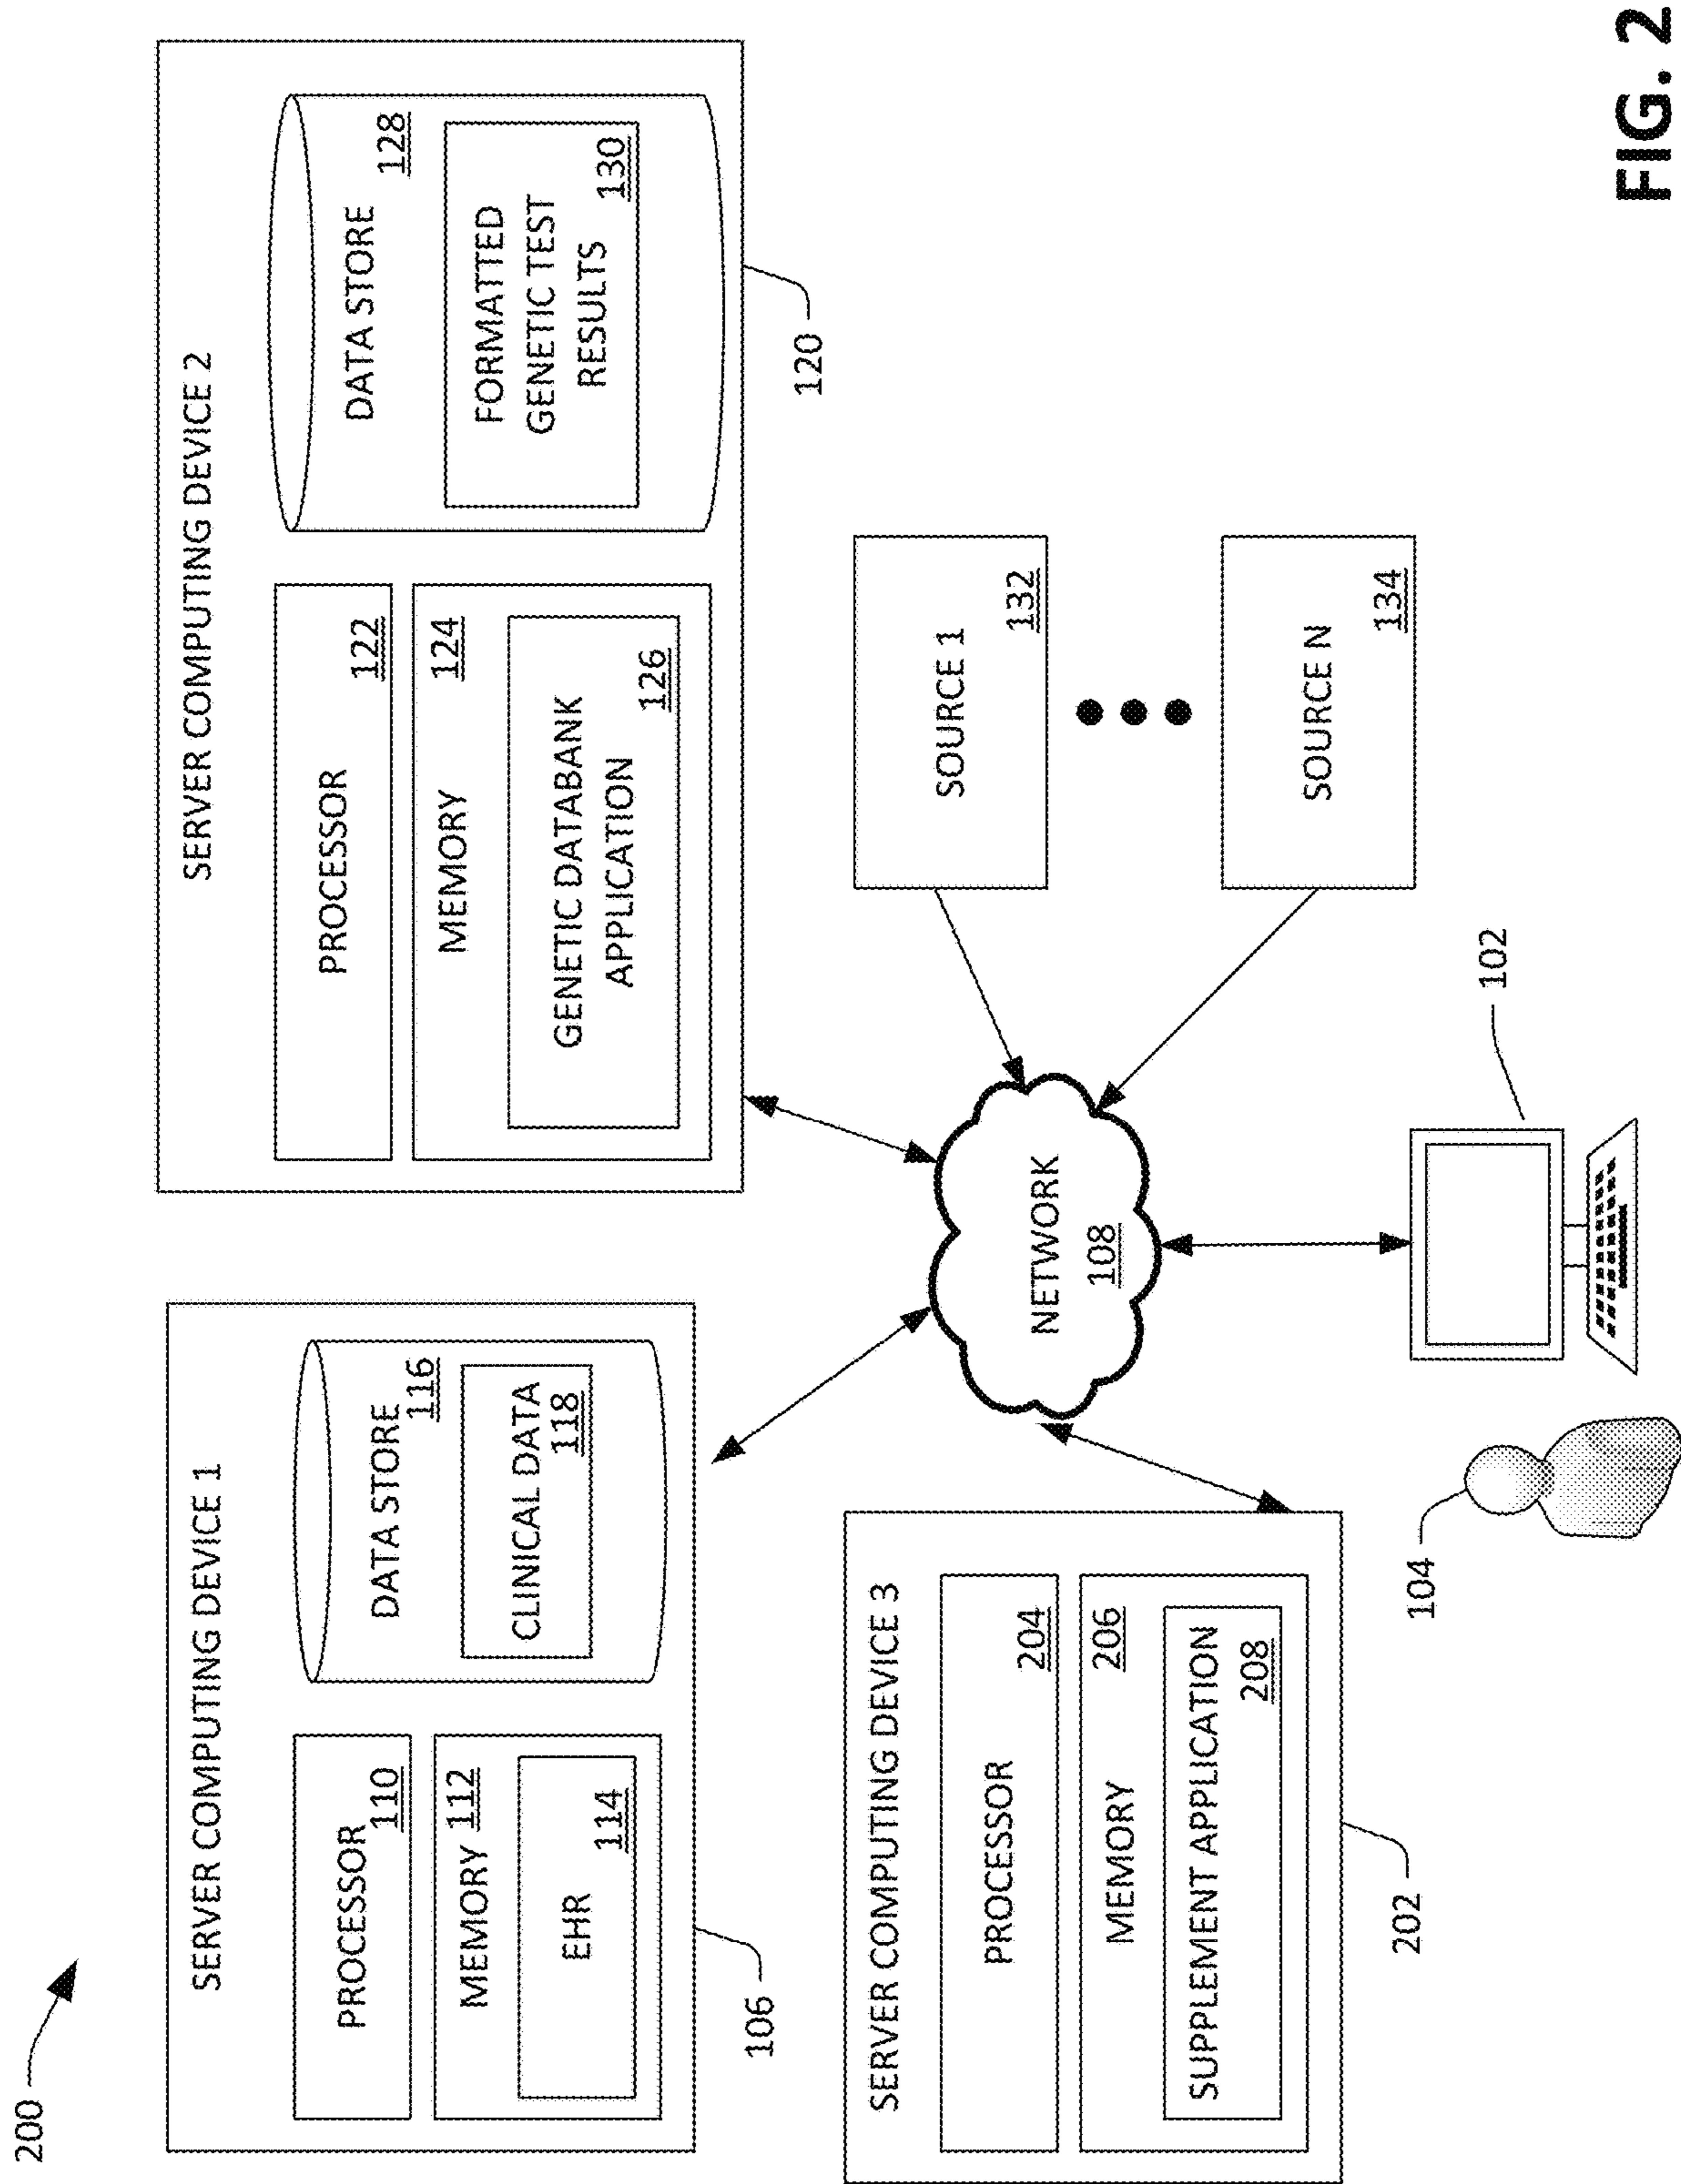 200
SERVER COMPUTING DEVICE 1
PROCESSOR
110
MEMORY 112
EHR
114
DATA STORE
116
CLINICAL DATA
118
106
SERVER COMPUTING DEVICE 2
PROCESSOR
122
MEMORY
124
GENETIC DATABANK
APPLICATION
126
DATA STORE
128
FORMATTED
GENETIC TEST
RESULTS
130
120
SERVER COMPUTING DEVICE 3
PROCESSOR
204
MEMORY
206
SUPPLEMENT APPLICATION
208
202
NETWORK
108
SOURCE 1
132
SOURCE N
134
104
102
FIG. 2